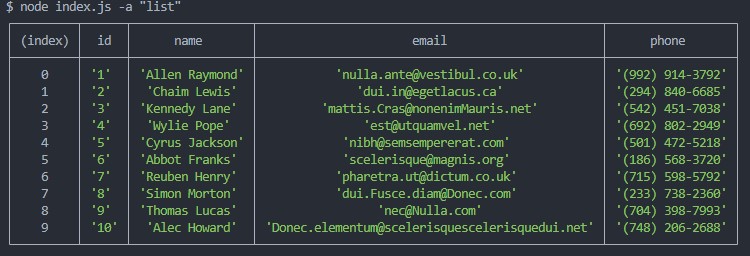 $ node index.js -a "list"
(index) id name email phone
0 '1' 'Allen Raymond' 'nulla.ante@vestibul.co.uk' '(992) 914-3792'
1 '2' 'Chaim Lewis' 'dui.in@egetlacus.ca' '(294) 840-6685'
2 '3' 'Kennedy Lane' 'mattis.Cras@nonenimMauris.net' '(542) 451-7038'
3 '4' 'Wylie Pope' 'est@utquamvel.net' '(692) 802-2949'
4 '5' 'Cyrus Jackson' 'nibh@semsempererat.com' '(501) 472-5218'
5 '6' 'Abbot Franks' 'scelerisque@magnis.org' '(186) 568-3720'
6 '7' 'Reuben Henry' 'pharetra.ut@dictum.co.uk' '(715) 598-5792'
7 '8' 'Simon Morton' 'dui.Fusce.diam@Donec.com' '(233) 738-2360'
8 '9' 'Thomas Lucas' 'nec@Nulla.com' '(704) 398-7993'
9 '10' 'Alec Howard' 'Donec.elementum@scelerisquescelerisquedui.net' '(748) 206-2688'